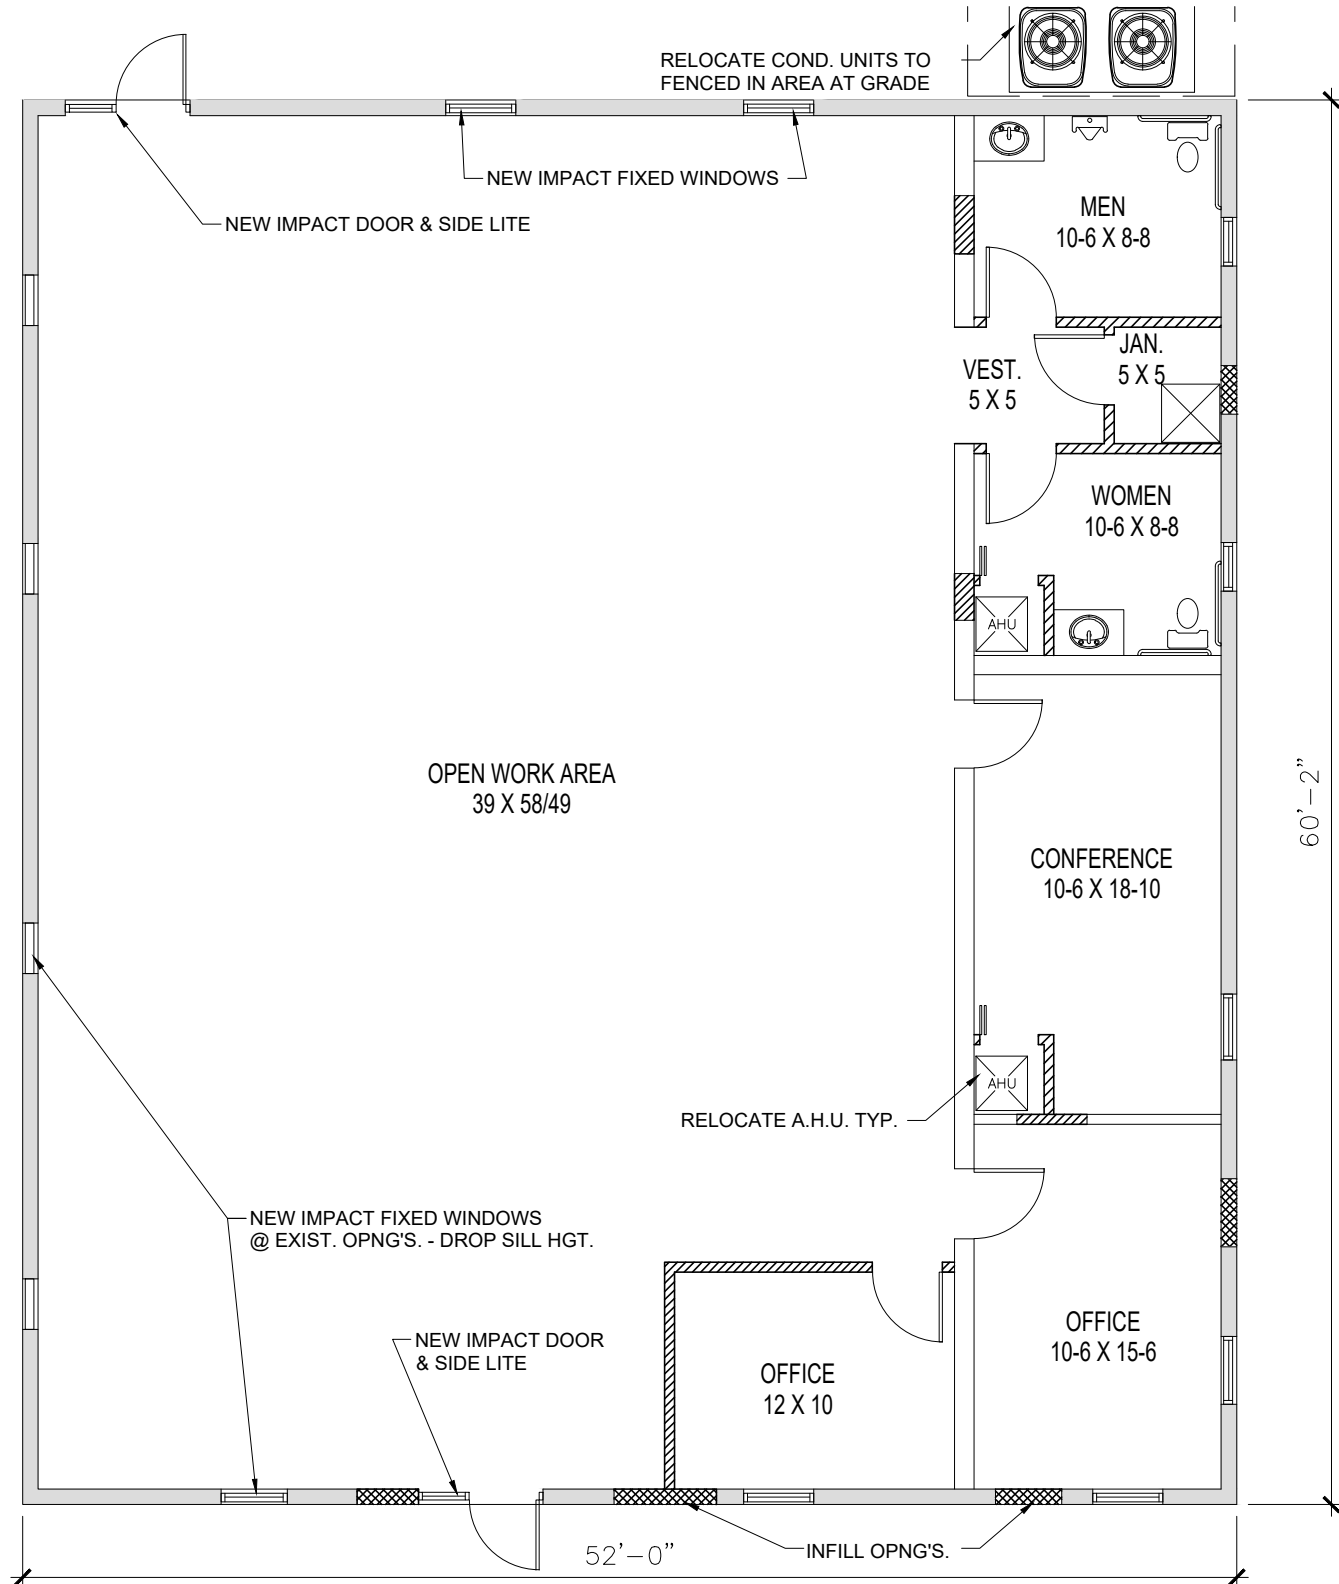 RELOCATE COND. UNITS TO
FENCED IN AREA AT GRADE
NEW IMPACT FIXED WINDOWS
NEW IMPACT DOOR & SIDE LITE
MEN
10-6 X 8-8
JAN.
5 X 5
VEST.
5 X 5
WOMEN
10-6 X 8-8
AHU
OPEN WORK AREA
39 X 58/49
60'-2"
CONFERENCE
10-6 X 18-10
AHU
RELOCATE A.H.U. TYP.
NEW IMPACT FIXED WINDOWS
@ EXIST. OPNG'S. - DROP SILL HGT.
NEW IMPACT DOOR
& SIDE LITE
OFFICE
10-6 X 15-6
OFFICE
12 X 10
INFILL OPNG'S.
52'-0"